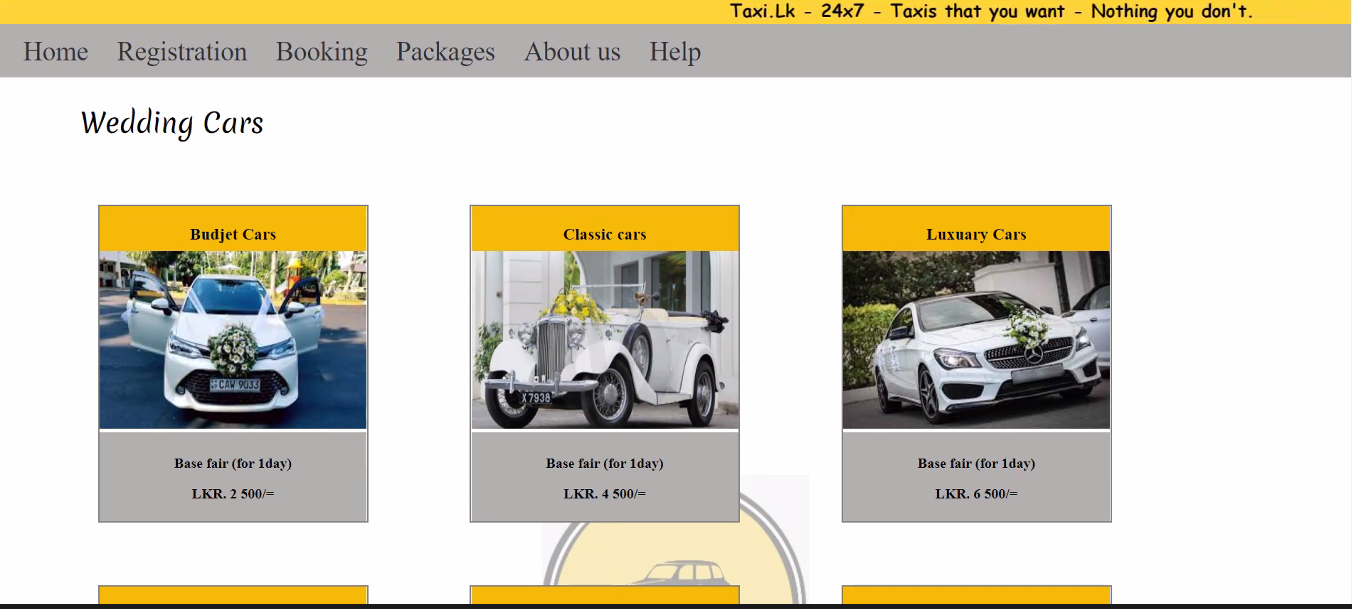 Taxi.Lk - 24x7 - Taxis that you want - Nothing you don't.
Home Registration Booking Packages About us Help
Wedding Cars
Budjet Cars
Classic cars
Luxuary Cars
CAW 9033
X 7938
Base fair (for 1day)
LKR. 2 500/=
Base fair (for 1day)
LKR. 4 500/=
Base fair (for 1day)
LKR. 6 500/=